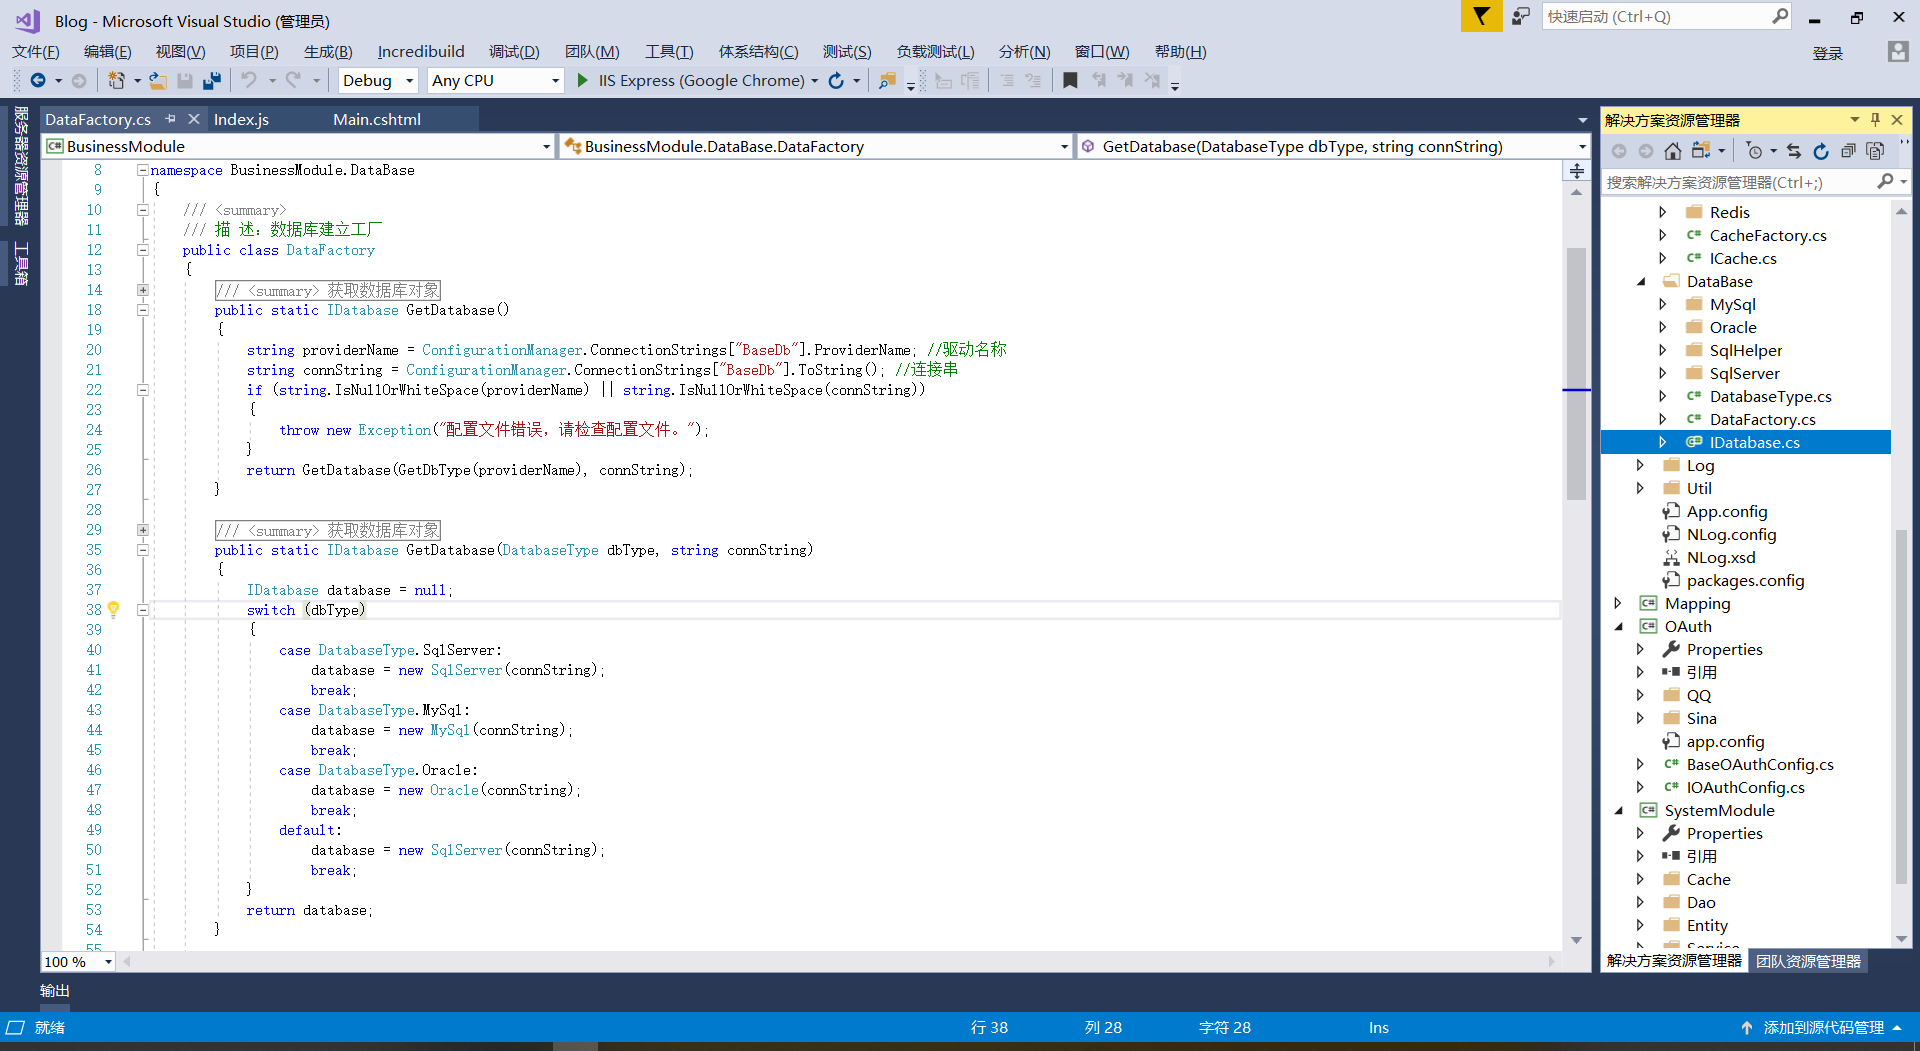 Blog - Microsoft Visual Studio (管理员)
快速启动 (Ctrl+Q)
文件(F) 编辑(E) 视图(V) 项目(P) 生成(B) Incredibuild 调试(D) 团队(M) 工具(T) 体系结构(C) 测试(S) 负载测试(L) 分析(N) 窗口(W) 帮助(H)
登录
Debug Any CPU IIS Express (Google Chrome)
服务器资源管理器
工具箱
DataFactory.cs Index.js Main.cshtml
BusinessModule BusinessModule.DataBase.DataFactory GetDatabase(DatabaseType dbType, string connString)
8 namespace BusinessModule.DataBase
9 {
10 /// <summary>
11 /// 描 述：数据库建立工厂
12 public class DataFactory
13 {
14 /// <summary> 获取数据库对象
18 public static IDatabase GetDatabase()
19 {
20 string providerName = ConfigurationManager.ConnectionStrings["BaseDb"].ProviderName; //驱动名称
21 string connString = ConfigurationManager.ConnectionStrings["BaseDb"].ToString(); //连接串
22 if (string.IsNullOrWhiteSpace(providerName) || string.IsNullOrWhiteSpace(connString))
23 {
24 throw new Exception("配置文件错误，请检查配置文件。");
25 }
26 return GetDatabase(GetDbType(providerName), connString);
27 }
28
29 /// <summary> 获取数据库对象
35 public static IDatabase GetDatabase(DatabaseType dbType, string connString)
36 {
37 IDatabase database = null;
38 switch (dbType)
39 {
40 case DatabaseType.SqlServer:
41 database = new SqlServer(connString);
42 break;
43 case DatabaseType.MySql:
44 database = new MySql(connString);
45 break;
46 case DatabaseType.Oracle:
47 database = new Oracle(connString);
48 break;
49 default:
50 database = new SqlServer(connString);
51 break;
52 }
53 return database;
54 }
55
100 %
解决方案资源管理器
搜索解决方案资源管理器(Ctrl+;)
Redis
CacheFactory.cs
ICache.cs
DataBase
MySql
Oracle
SqlHelper
SqlServer
DatabaseType.cs
DataFactory.cs
IDatabase.cs
Log
Util
App.config
NLog.config
NLog.xsd
packages.config
Mapping
OAuth
Properties
引用
QQ
Sina
app.config
BaseOAuthConfig.cs
IOAuthConfig.cs
SystemModule
Properties
引用
Cache
Dao
Entity
Service
解决方案资源管理器 团队资源管理器
输出
就绪 行 38 列 28 字符 28 Ins 添加到源代码管理